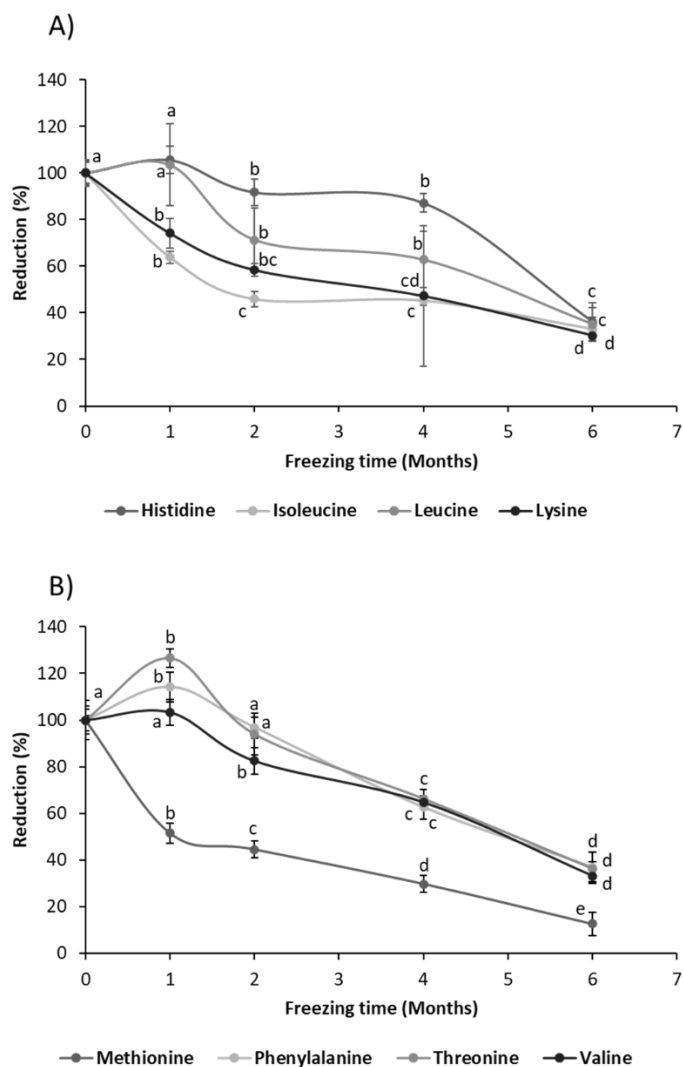 A)
140
120
100
80
60
40
20
0
Reduction (%)
a
a
a
b
b
b
b
bc
c
b
b
cd
c
c
c
d
d
0 1 2 3 4 5 6 7
Freezing time (Months)
Histidine Isoleucine Leucine Lysine
B)
140
120
100
80
60
40
20
0
Reduction (%)
a
b
b
a
b
a
a
b
c
c
c
c
d
d
d
d
e
0 1 2 3 4 5 6 7
Freezing time (Months)
Methionine Phenylalanine Threonine Valine